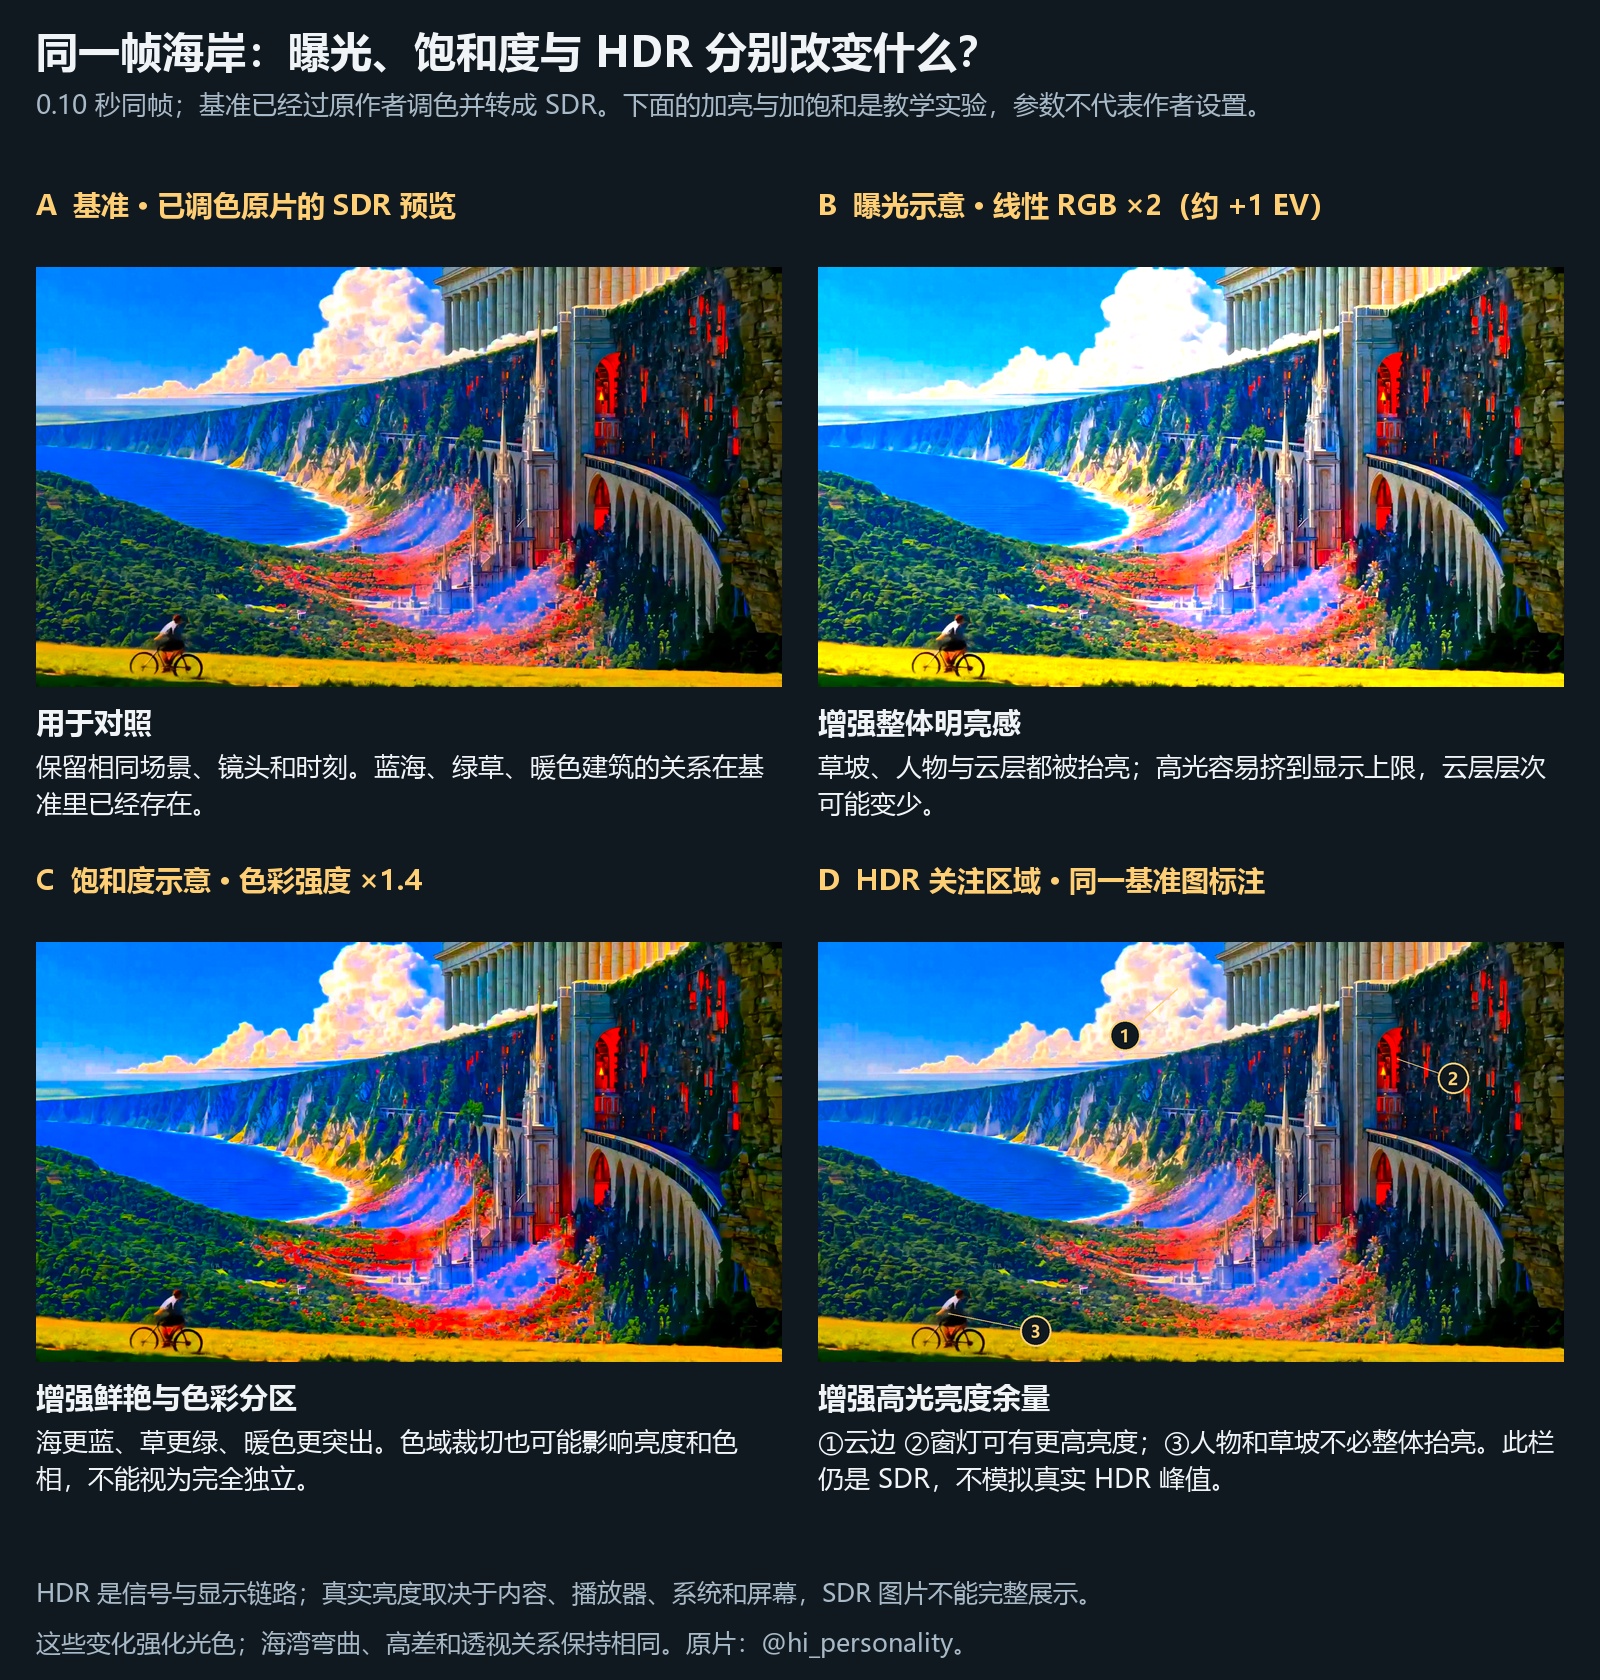 同一帧海岸：曝光、饱和度与 HDR 分别改变什么？
0.10 秒同帧；基准已经过原作者调色并转成 SDR。下面的加亮与加饱和是教学实验，参数不代表作者设置。
A 基准・已调色原片的 SDR 预览
B 曝光示意・线性 RGB ×2（约 +1 EV）
用于对照
保留相同场景、镜头和时刻。蓝海、绿草、暖色建筑的关系在基
准里已经存在。
增强整体明亮感
草坡、人物与云层都被抬亮；高光容易挤到显示上限，云层层次
可能变少。
C 饱和度示意・色彩强度 ×1.4
D HDR 关注区域・同一基准图标注
1
2
3
增强鲜艳与色彩分区
海更蓝、草更绿、暖色更突出。色域裁切也可能影响亮度和色
相，不能视为完全独立。
增强高光亮度余量
①云边 ②窗灯可有更高亮度；③人物和草坡不必整体抬亮。此栏
仍是 SDR，不模拟真实 HDR 峰值。
HDR 是信号与显示链路；真实亮度取决于内容、播放器、系统和屏幕，SDR 图片不能完整展示。
这些变化强化光色；海湾弯曲、高差和透视关系保持相同。原片：@hi_personality。